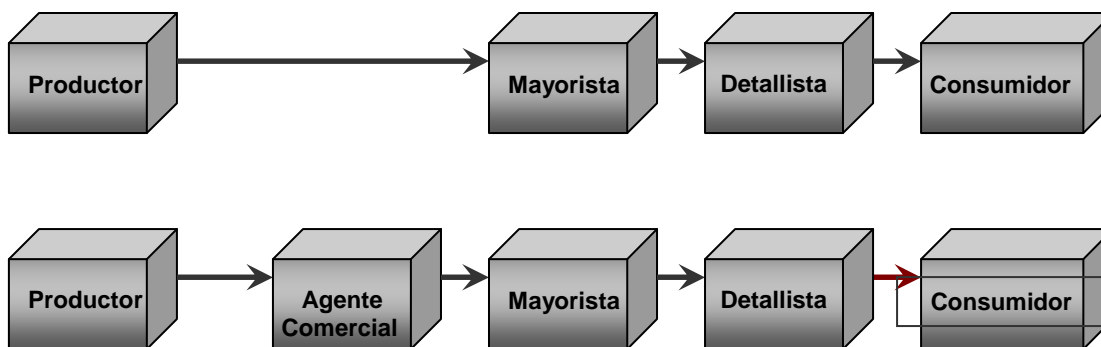 Productor
Mayorista
Detallista
Consumidor
Productor
Agente
Comercial
Mayorista
Detallista
Consumidor